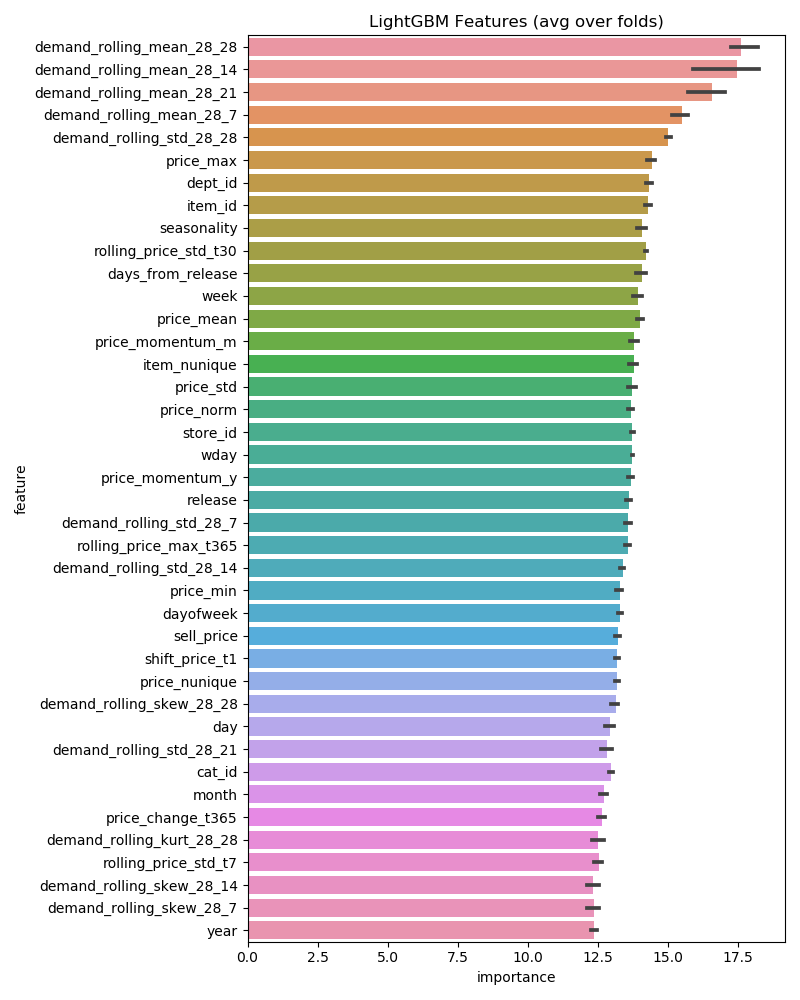 LightGBM Features (avg over folds)
demand_rolling_mean_28_28
demand_rolling_mean_28_14
demand_rolling_mean_28_21
demand_rolling_mean_28_7
demand_rolling_std_28_28
price_max
dept_id
item_id
seasonality
rolling_price_std_t30
days_from_release
week
price_mean
price_momentum_m
item_nunique
price_std
price_norm
store_id
wday
price_momentum_y
release
demand_rolling_std_28_7
rolling_price_max_t365
demand_rolling_std_28_14
price_min
dayofweek
sell_price
shift_price_t1
price_nunique
demand_rolling_skew_28_28
day
demand_rolling_std_28_21
cat_id
month
price_change_t365
demand_rolling_kurt_28_28
rolling_price_std_t7
demand_rolling_skew_28_14
demand_rolling_skew_28_7
year
feature
0.0 2.5 5.0 7.5 10.0 12.5 15.0 17.5
importance